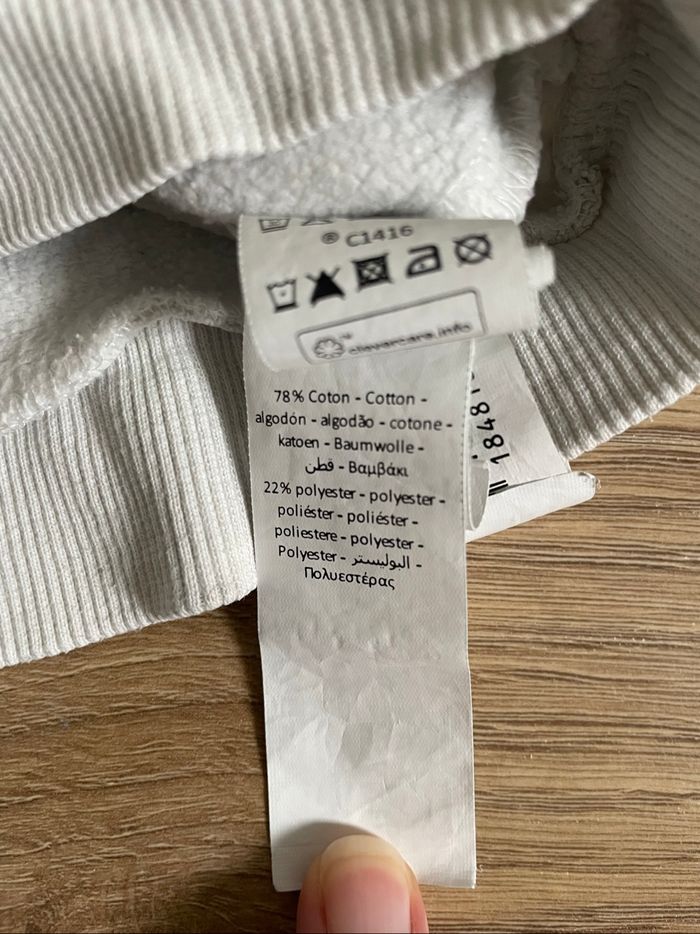 ® C1416
clevercare.info
78% Coton - Cotton -
algodón - algodão - cotone -
katoen - Baumwolle -
قطن - Βαμβάκι
22% polyester - polyester -
poliéster - poliéster -
poliestere - polyester -
Polyester - البوليستر -
Πολυεστέρας